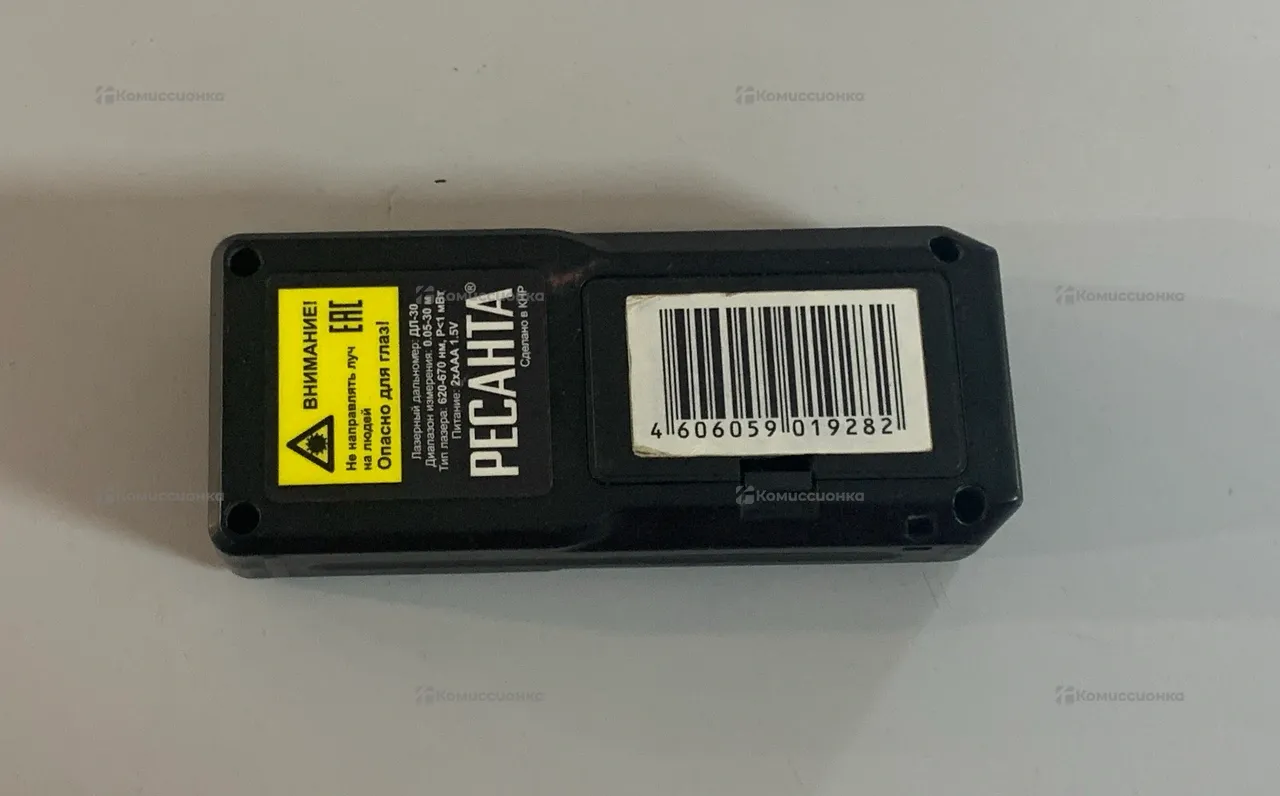 ВНИМАНИЕ!
Не направлять луч
на людей
Опасно для глаз!
EAC
Лазерный дальномер: ДЛ-30
Диапазон измерения: 0.05-30 м
Тип лазера: 620-670 нм, P<1 мВт
Питание: 2xAAA 1.5V
РЕСАНТА®
Сделано в КНР
4 606059 019282
Комиссионка
Комиссионка
Комиссионка
Комиссионка
Комиссионка
Комиссионка
Комиссионка
Комиссионка